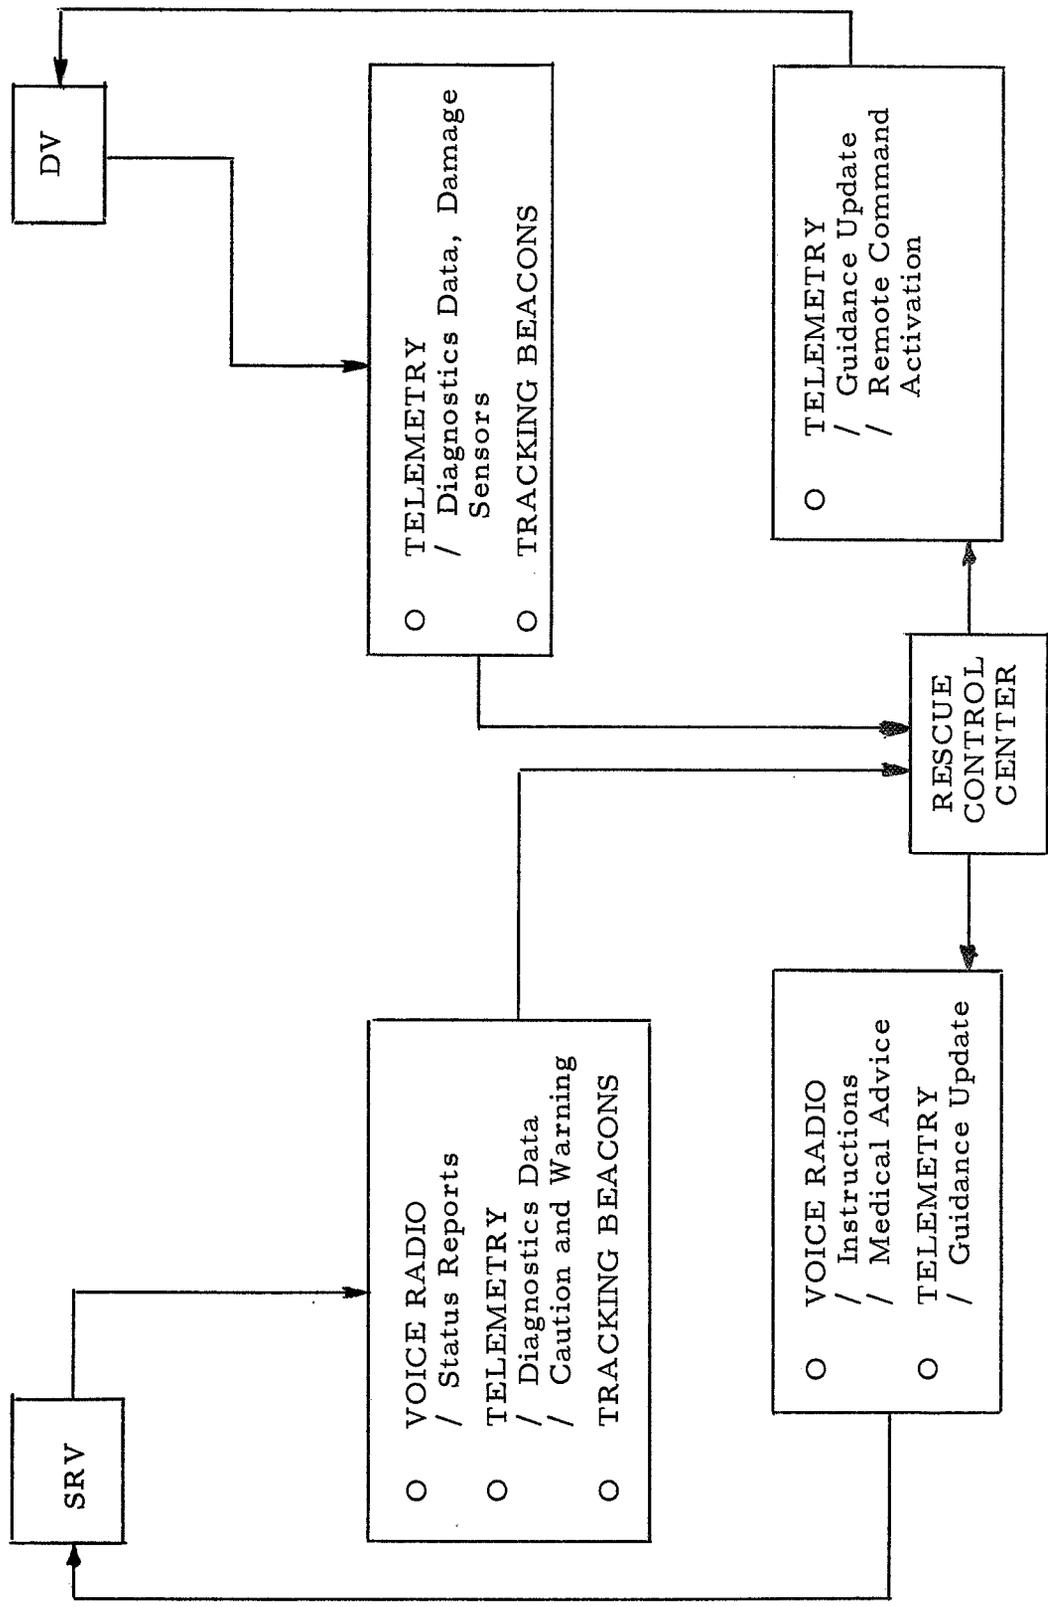 SRV
DV
O VOICE RADIO
/ Status Reports
O TELEMETRY
/ Diagnostics Data
/ Caution and Warning
O TRACKING BEACONS
O TELEMETRY
/ Diagnostics Data, Damage
Sensors
O TRACKING BEACONS
O VOICE RADIO
/ Instructions
/ Medical Advice
O TELEMETRY
/ Guidance Update
RESCUE
CONTROL
CENTER
O TELEMETRY
/ Guidance Update
/ Remote Command
Activation